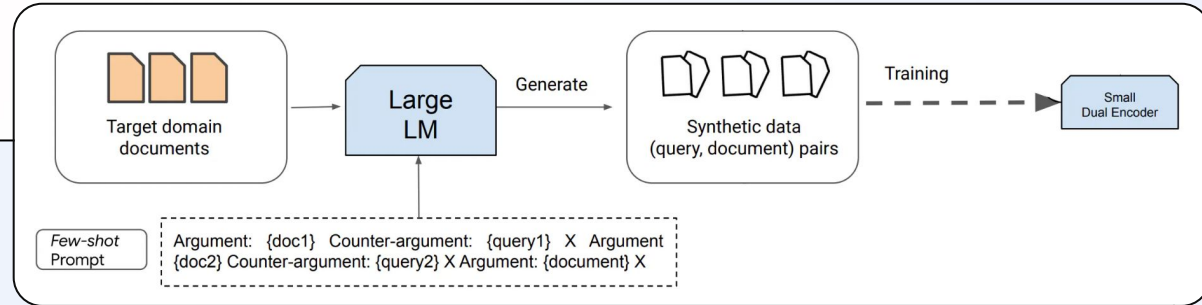 Target domain
documents
Large
LM
Generate
Synthetic data
(query, document) pairs
Training
Small
Dual Encoder
Few-shot
Prompt
Argument: {doc1} Counter-argument: {query1} X Argument
{doc2} Counter-argument: {query2} X Argument: {document} X